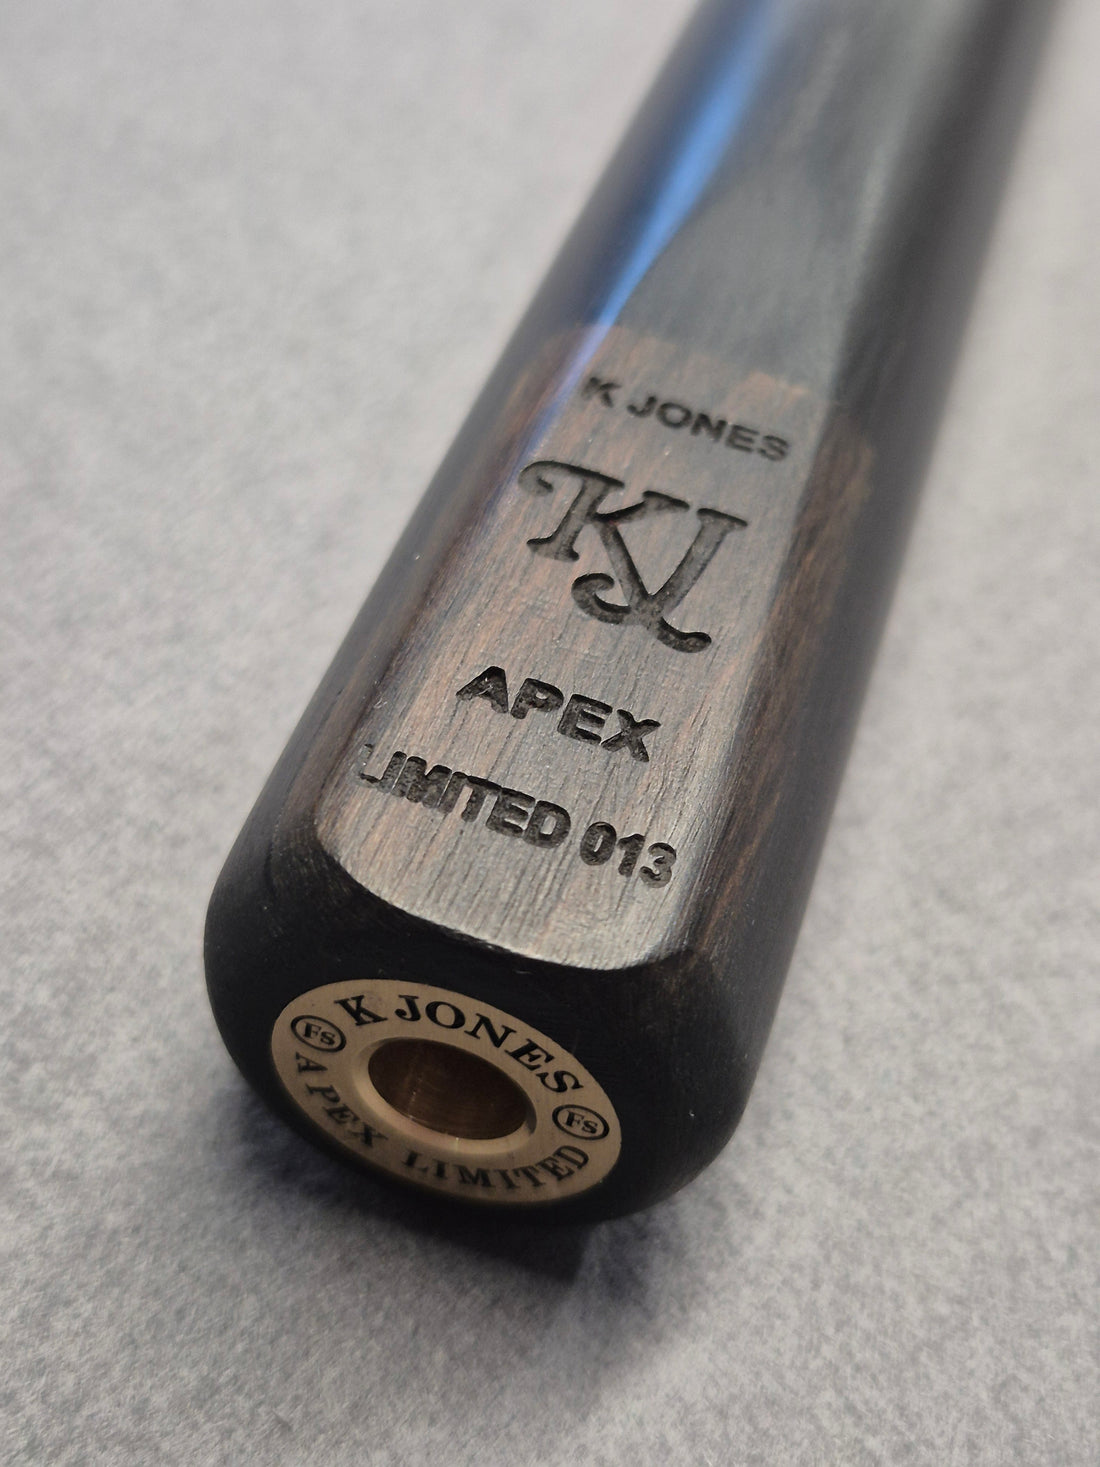 K JONES
KJ
APEX
LIMITED 013
K JONES
Fs
Fs
APEX LIMITED